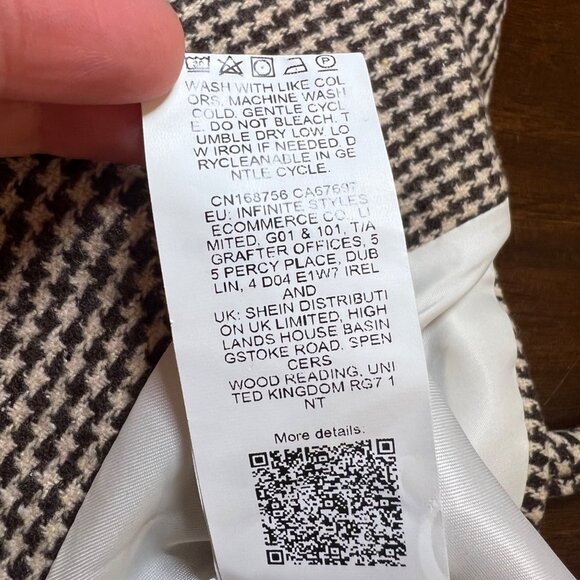 WASH WITH LIKE COL
ORS. MACHINE WASH
COLD. GENTLE CYCL
E. DO NOT BLEACH. T
UMBLE DRY LOW LO
W IRON IF NEEDED. D
RYCLEANABLE IN GE
NTLE CYCLE.
CN168756 CA67697
EU: INFINITE STYLES
ECOMMERCE CO., LI
MITED. G01 & 101, T/A
GRAFTER OFFICES, 5
5 PERCY PLACE, DUB
LIN, 4 D04 E1W7 IREL
AND
UK: SHEIN DISTRIBUTI
ON UK LIMITED, HIGH
LANDS HOUSE BASIN
GSTOKE ROAD, SPEN
CERS
WOOD READING, UNI
TED KINGDOM RG7 1
NT
More details: